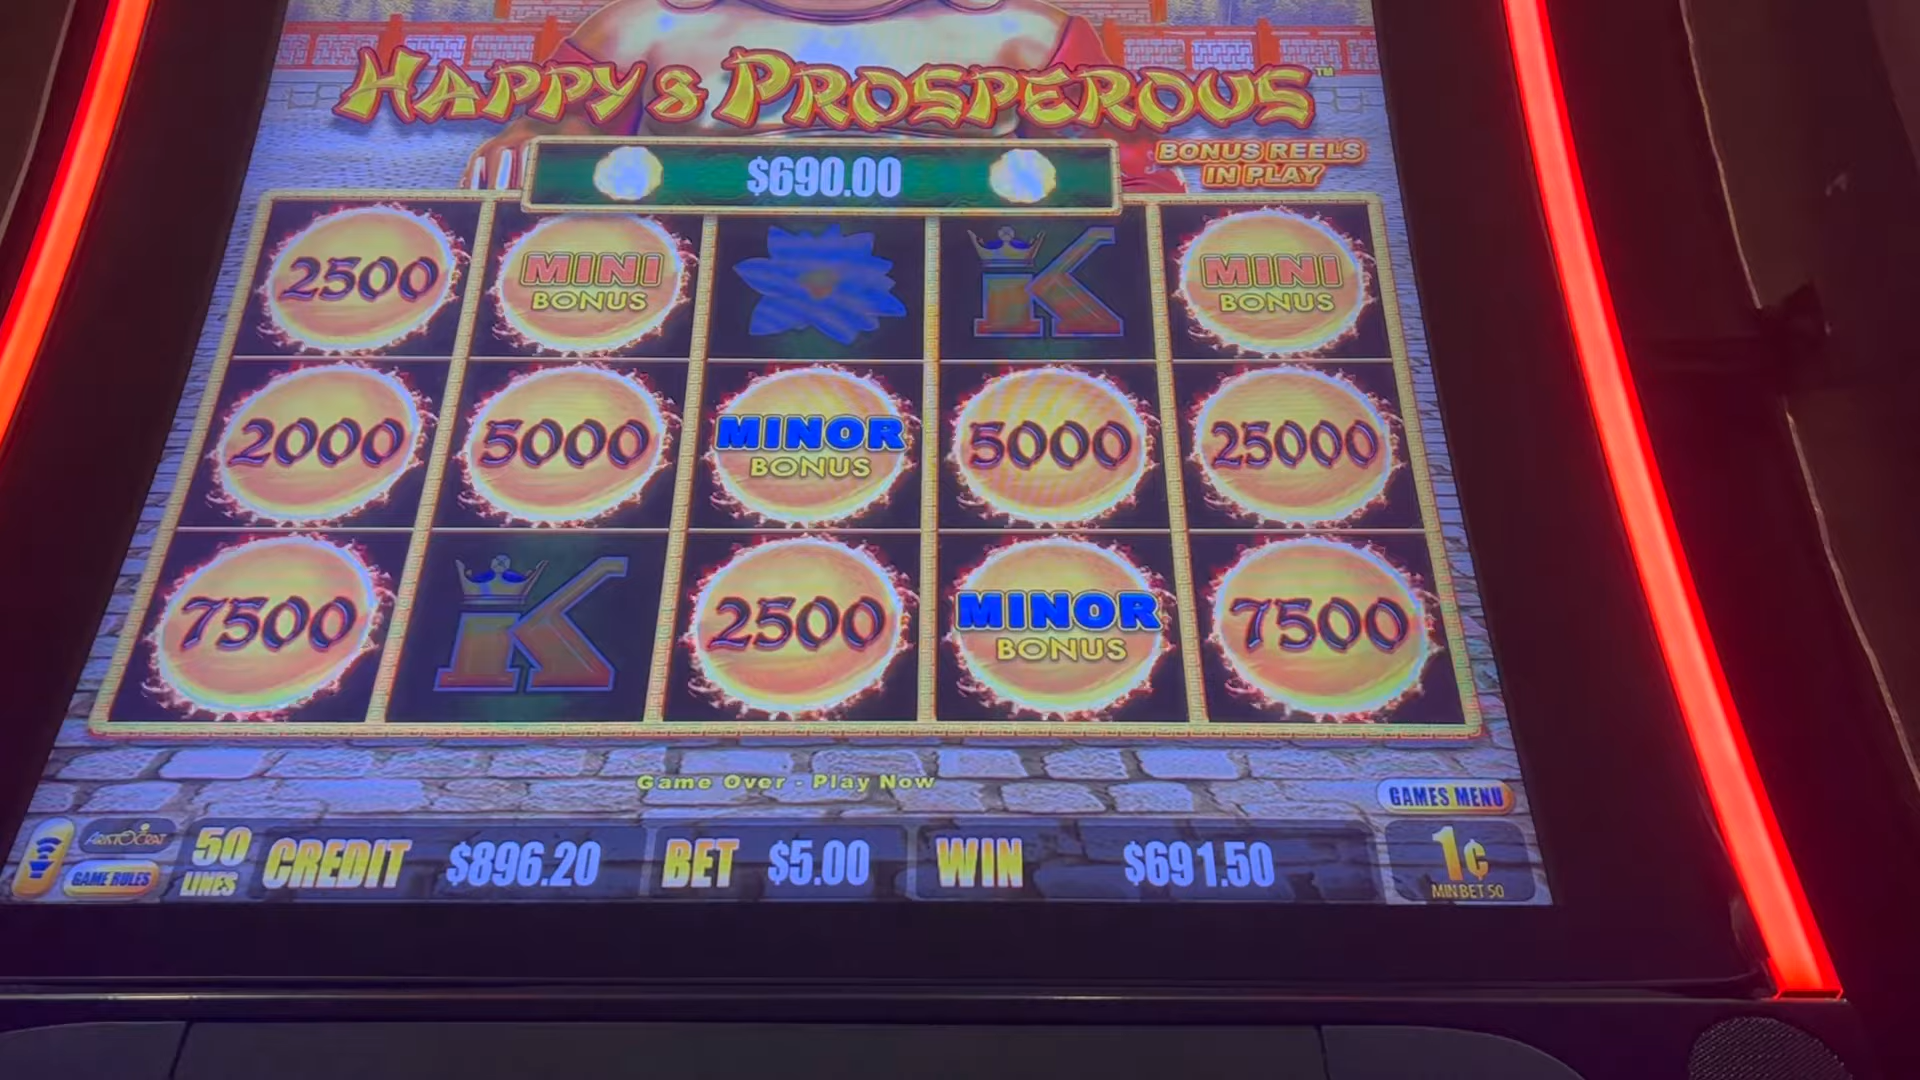 HAPPY & PROSPEROUS™
$690.00
BONUS REELS
IN PLAY
2500
MINI
BONUS
K
MINI
BONUS
2000
5000
MINOR
BONUS
5000
25000
7500
K
2500
MINOR
BONUS
7500
Game Over - Play Now
GAMES MENU
ARISTOCRAT
GAME RULES
50
LINES
CREDIT $896.20
BET $5.00
WIN $691.50
1¢
MIN BET 50